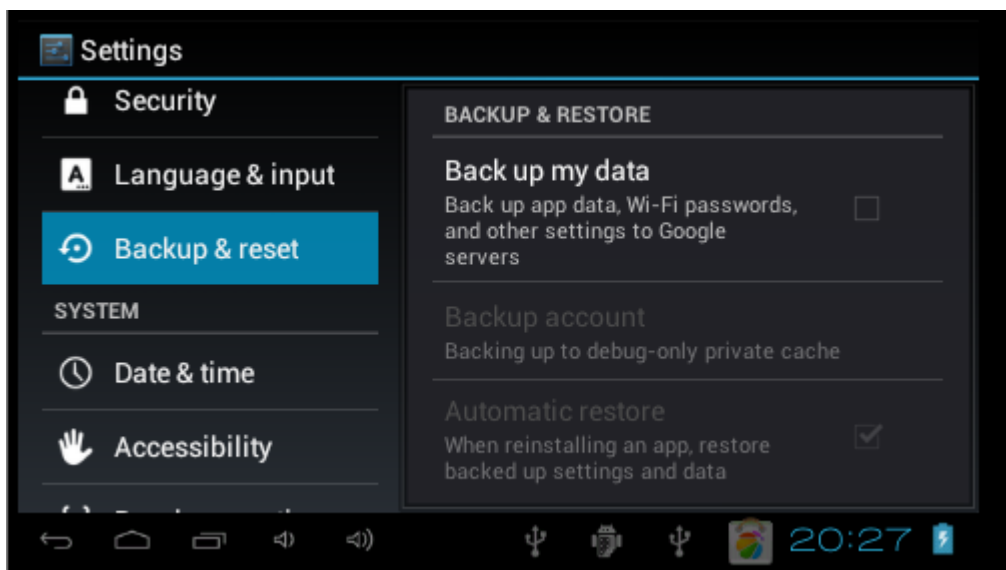 Settings
Security
Language & input
Backup & reset
SYSTEM
Date & time
Accessibility
BACKUP & RESTORE
Back up my data
Back up app data, Wi-Fi passwords,
and other settings to Google
servers
Backup account
Backing up to debug-only private cache
Automatic restore
When reinstalling an app, restore
backed up settings and data
20:27